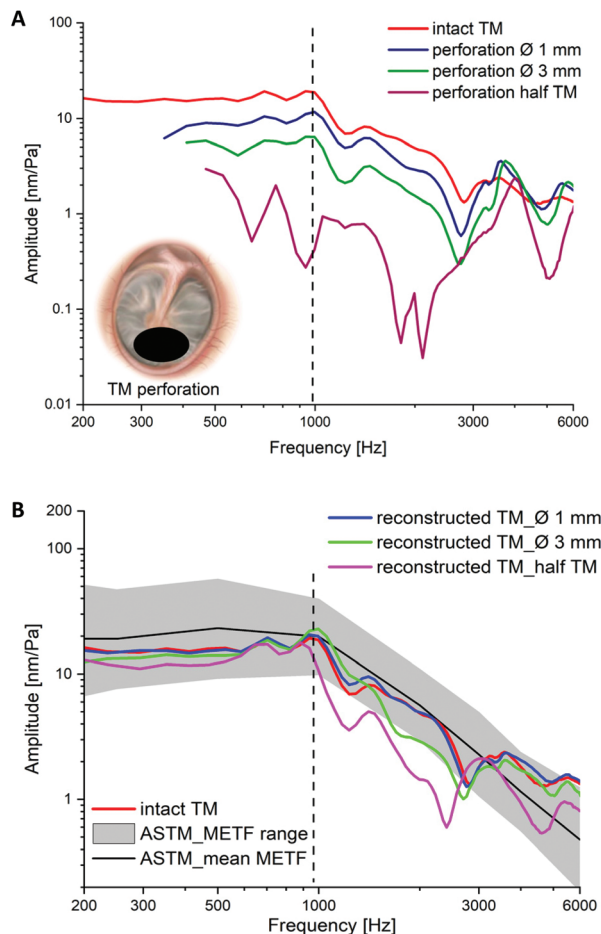 A
100
10
1
0.1
0.01
Amplitude [nm/Pa]
intact TM
perforation Ø 1 mm
perforation Ø 3 mm
perforation half TM
TM perforation
200 300 500 1000 3000 6000
Frequency [Hz]
B
200
100
10
1
Amplitude [nm/Pa]
reconstructed TM_Ø 1 mm
reconstructed TM_Ø 3 mm
reconstructed TM_half TM
intact TM
ASTM_METF range
ASTM_mean METF
200 300 500 1000 3000 6000
Frequency [Hz]